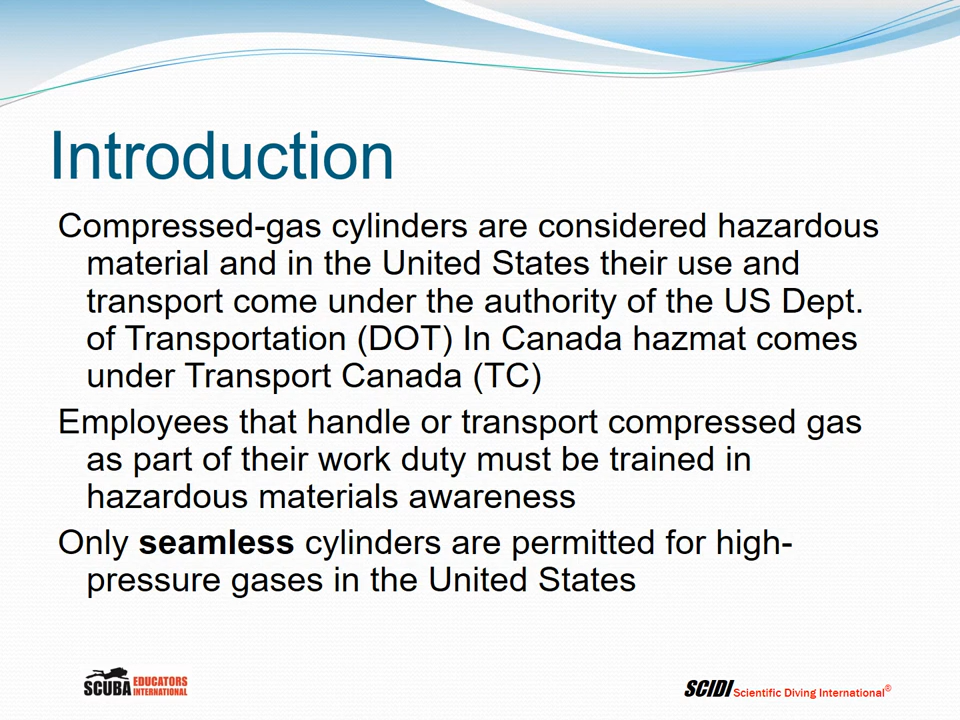 Introduction
Compressed-gas cylinders are considered hazardous
material and in the United States their use and
transport come under the authority of the US Dept.
of Transportation (DOT) In Canada hazmat comes
under Transport Canada (TC)
Employees that handle or transport compressed gas
as part of their work duty must be trained in
hazardous materials awareness
Only seamless cylinders are permitted for high-
pressure gases in the United States
SCUBA EDUCATORS INTERNATIONAL
SCIDI Scientific Diving International®